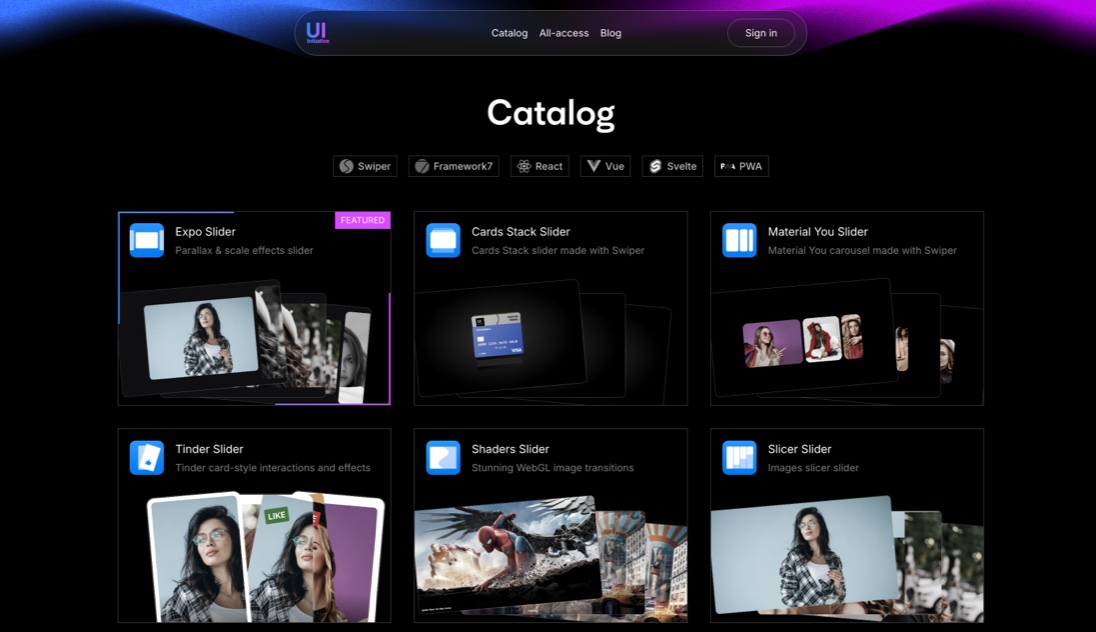 UI
initiative
Catalog
All-access
Blog
Sign in
Catalog
Swiper
Framework7
React
Vue
Svelte
PWA
PWA
Expo Slider
Parallax & scale effects slider
FEATURED
Cards Stack Slider
Cards Stack slider made with Swiper
Material You Slider
Material You carousel made with Swiper
VISA
Tinder Slider
Tinder card-style interactions and effects
LIKE
Shaders Slider
Stunning WebGL image transitions
Slicer Slider
Images slicer slider